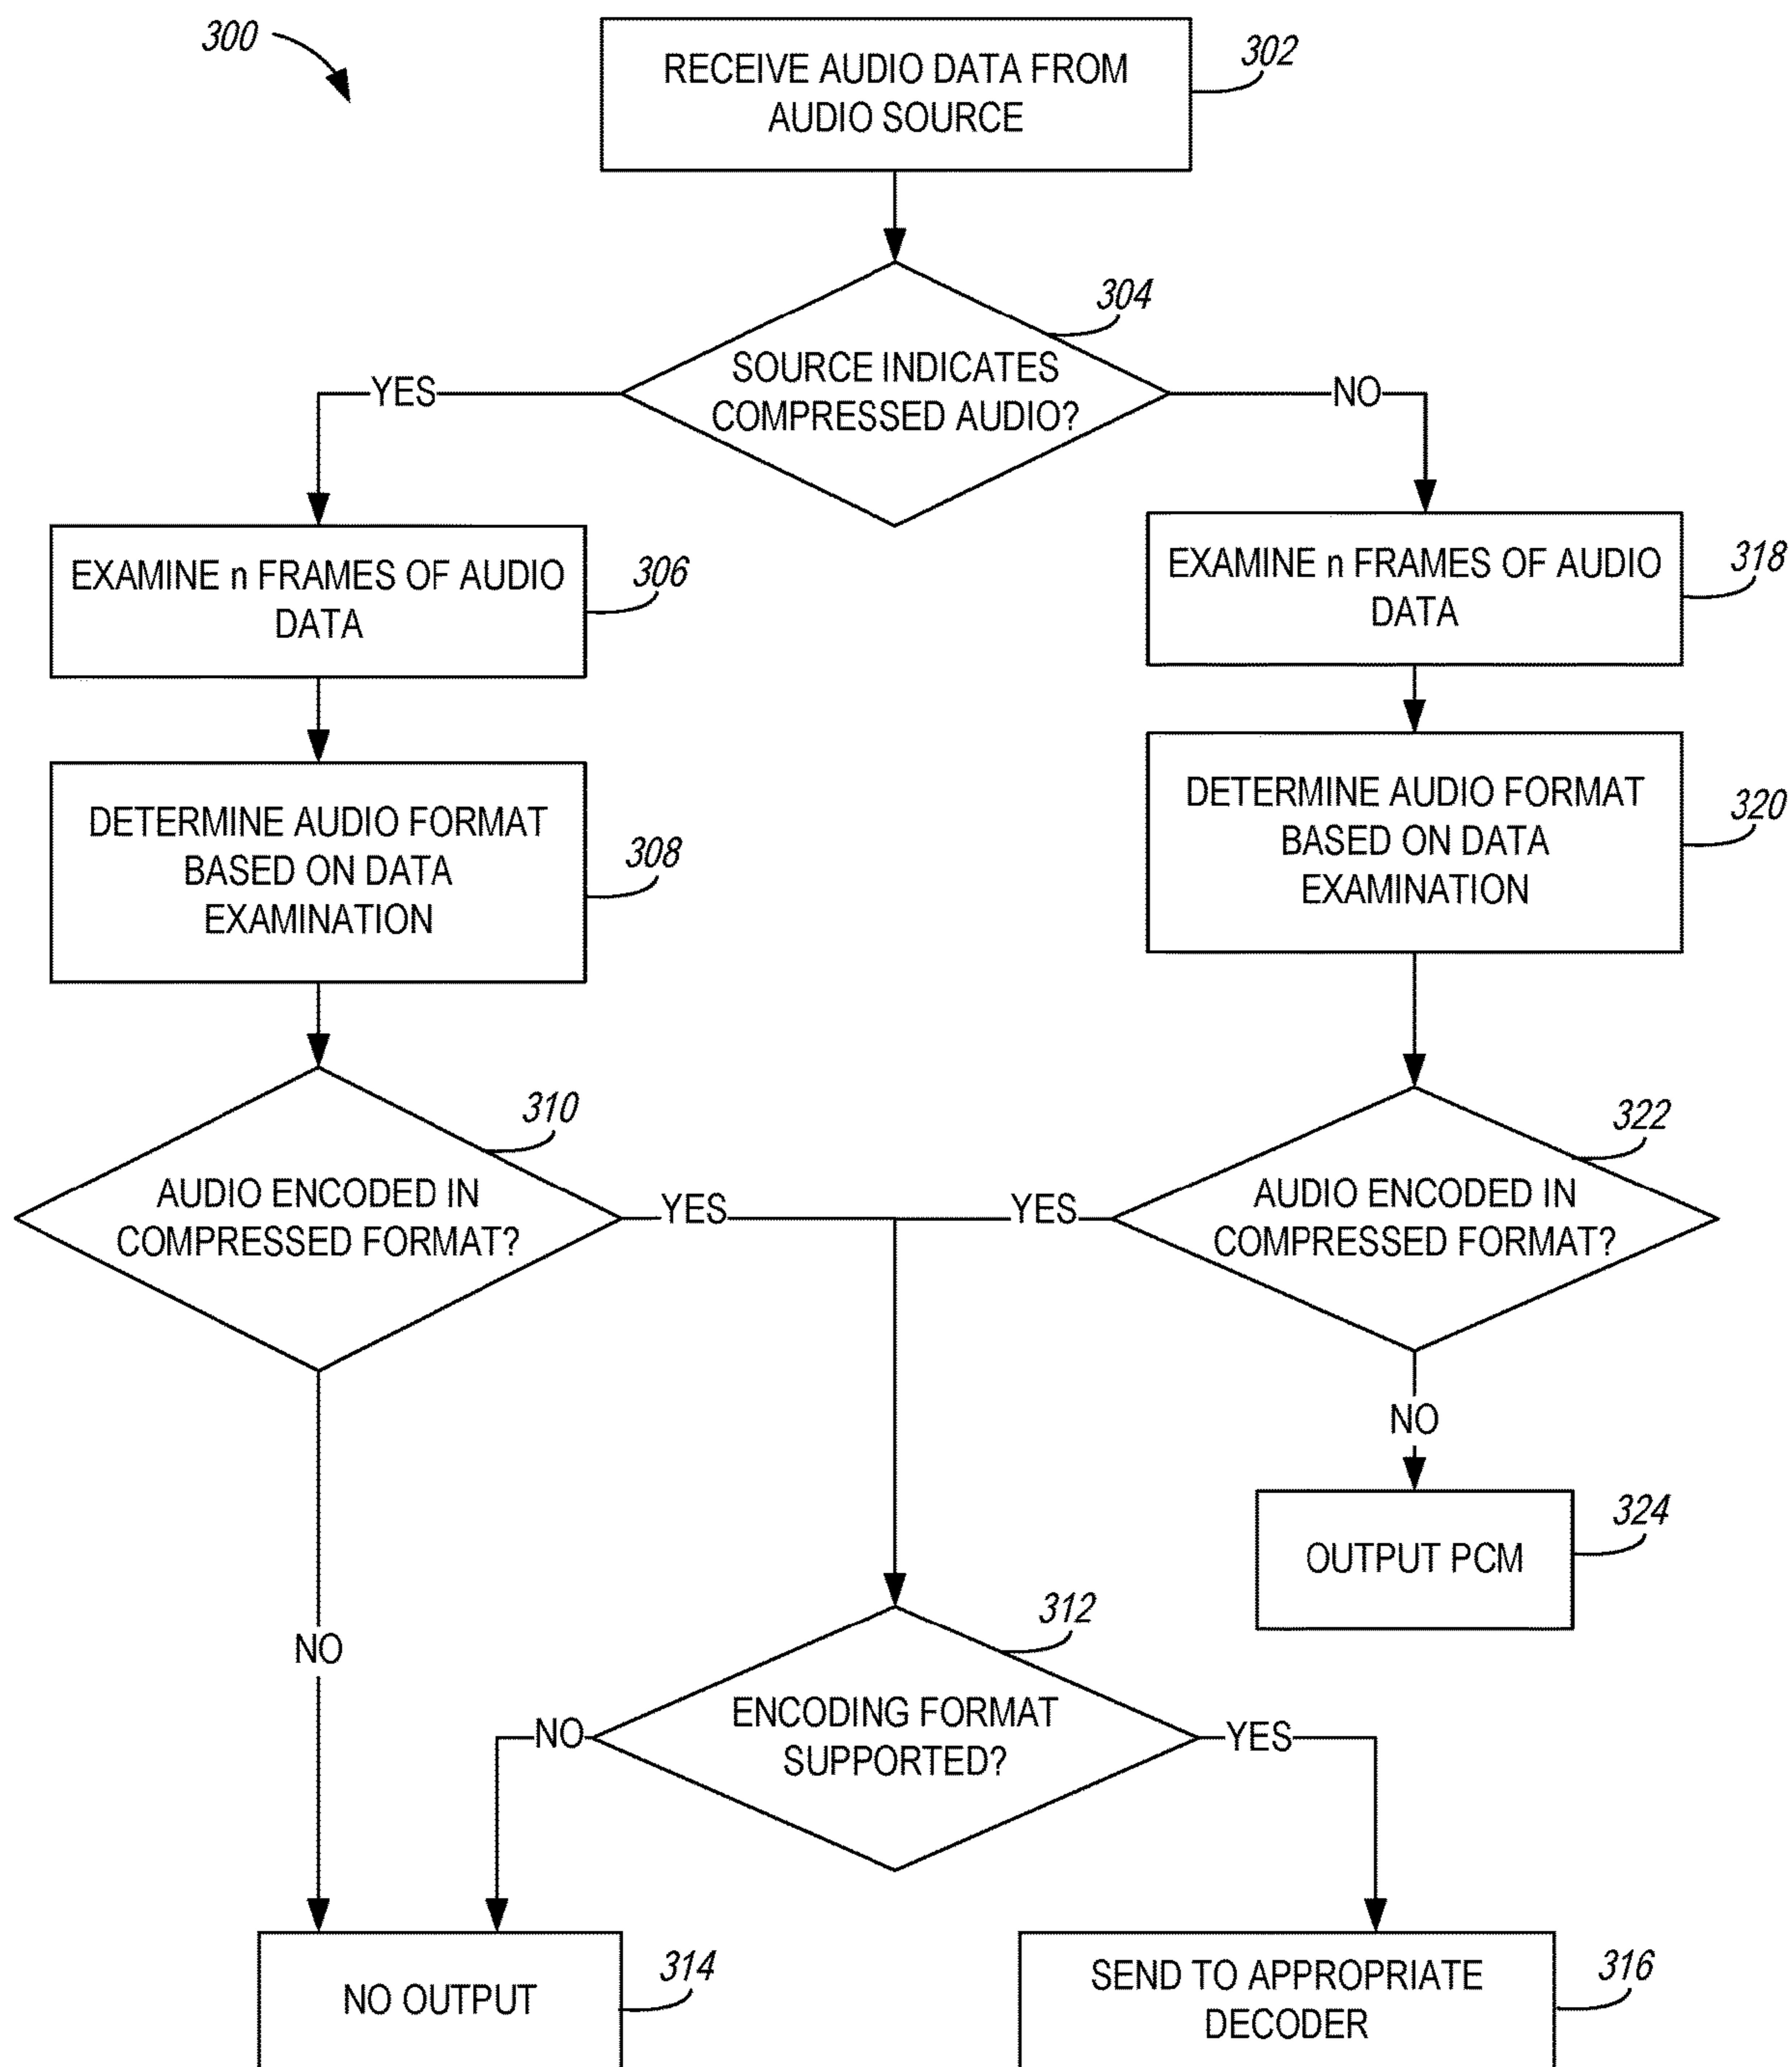 300
RECEIVE AUDIO DATA FROM
AUDIO SOURCE
302
304
SOURCE INDICATES
COMPRESSED AUDIO?
YES
NO
EXAMINE n FRAMES OF AUDIO
DATA
306
EXAMINE n FRAMES OF AUDIO
DATA
318
DETERMINE AUDIO FORMAT
BASED ON DATA
EXAMINATION
308
DETERMINE AUDIO FORMAT
BASED ON DATA
EXAMINATION
320
310
AUDIO ENCODED IN
COMPRESSED FORMAT?
YES
YES
322
AUDIO ENCODED IN
COMPRESSED FORMAT?
NO
324
OUTPUT PCM
NO
312
ENCODING FORMAT
SUPPORTED?
NO
YES
NO OUTPUT
314
SEND TO APPROPRIATE
DECODER
316